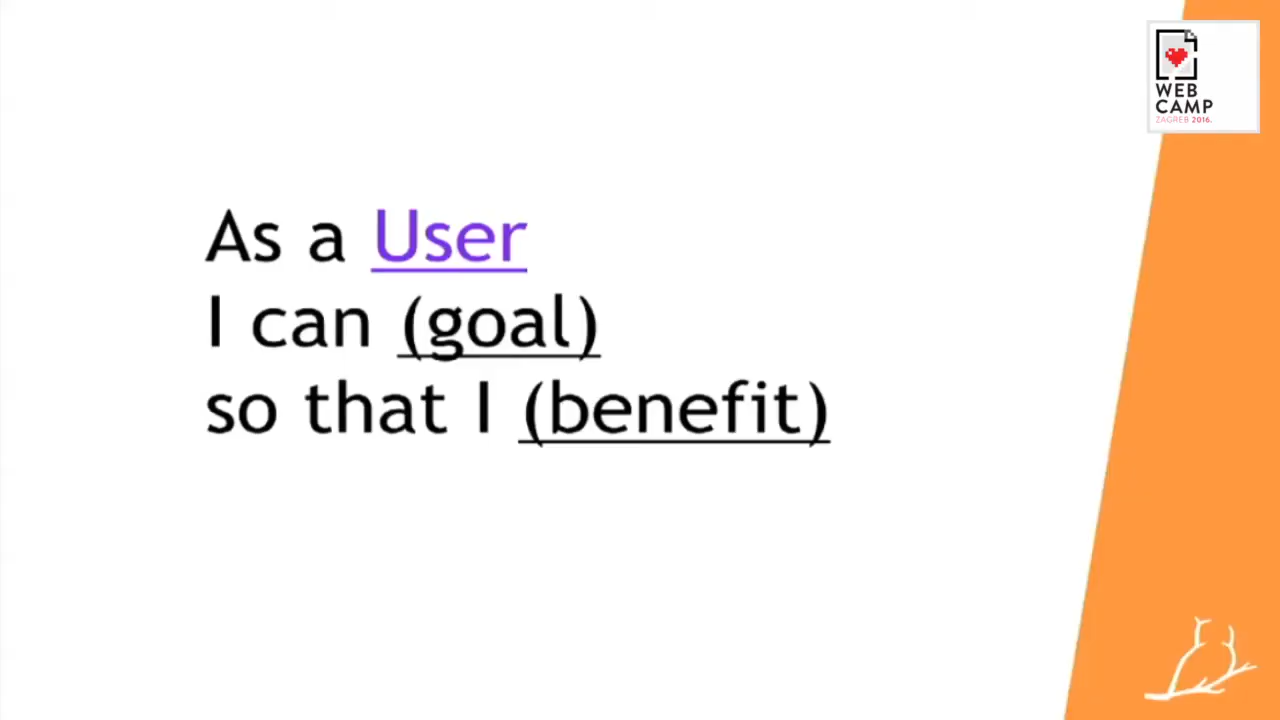 WEB
CAMP
ZAGREB 2016.
As a User
I can (goal)
so that I (benefit)